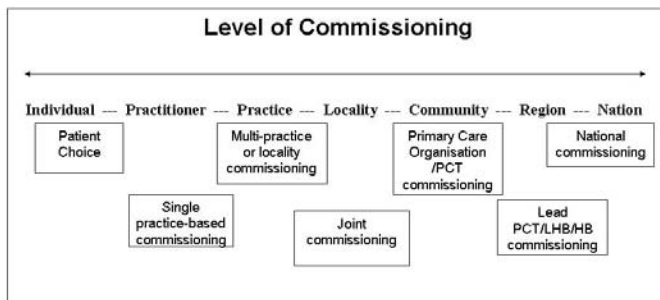 Level of Commissioning
Individual --- Practitioner --- Practice --- Locality --- Community --- Region --- Nation
Patient
Choice
Multi-practice
or locality
commissioning
Primary Care
Organisation
/PCT
commissioning
National
commissioning
Single
practice-based
commissioning
Joint
commissioning
Lead
PCT/LHB/HB
commissioning